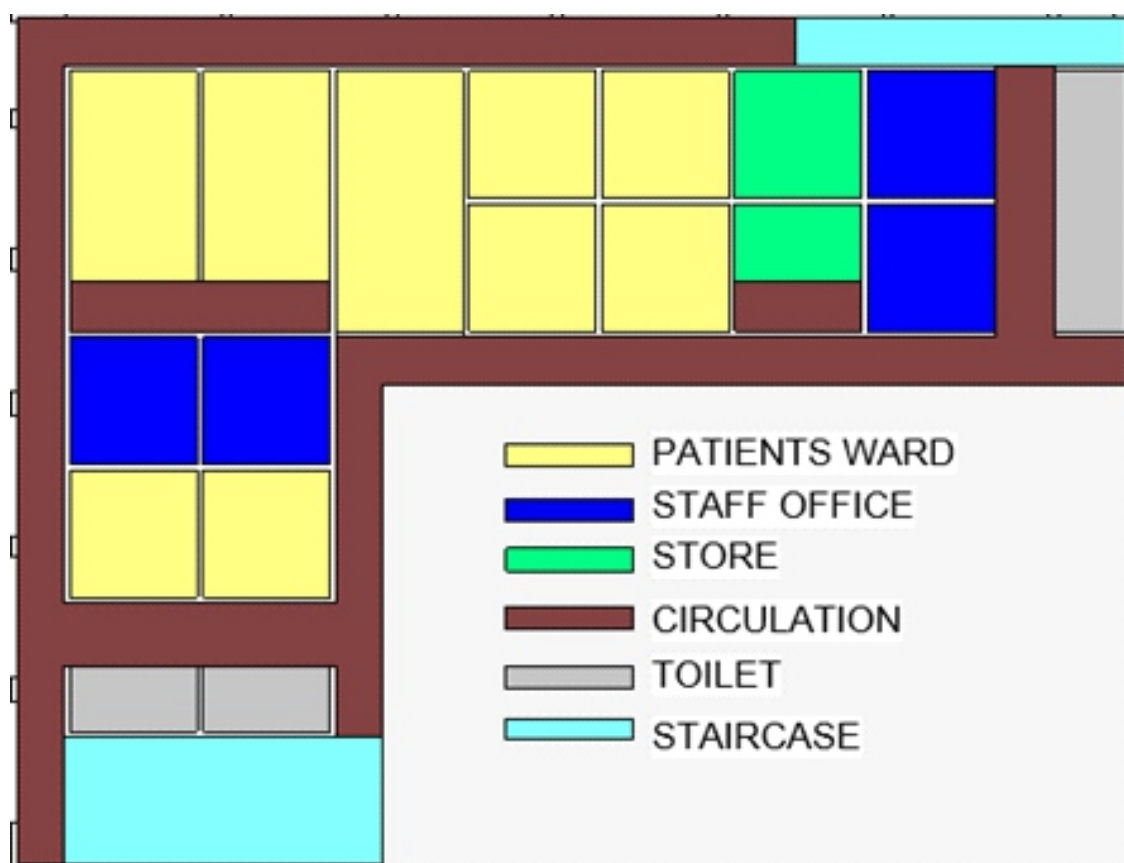 PATIENTS WARD
STAFF OFFICE
STORE
CIRCULATION
TOILET
STAIRCASE